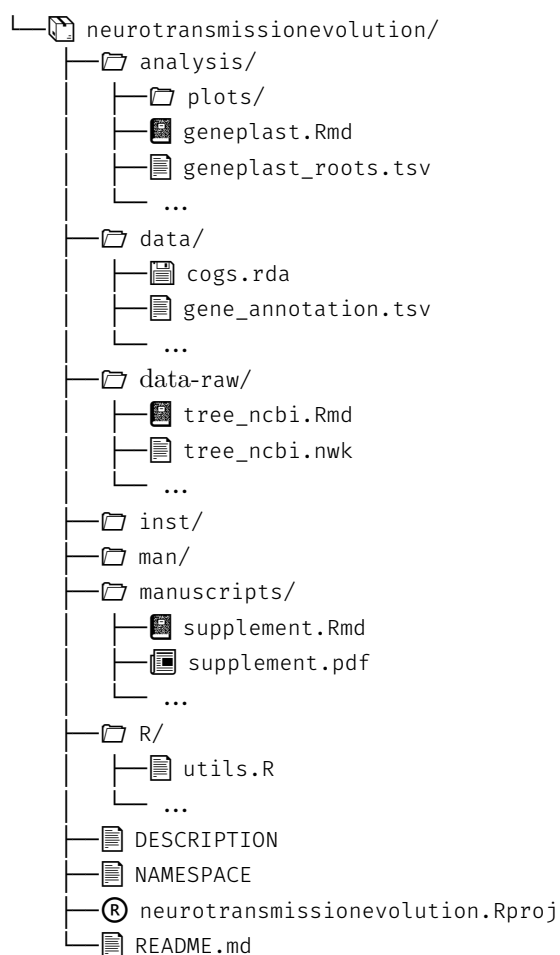 neurotransmissionevolution/
analysis/
plots/
geneplast.Rmd
geneplast_roots.tsv
...
data/
cogs.rda
gene_annotation.tsv
...
data-raw/
tree_ncbi.Rmd
tree_ncbi.nwk
...
inst/
man/
manuscripts/
supplement.Rmd
supplement.pdf
...
R/
utils.R
...
DESCRIPTION
NAMESPACE
® neurotransmissionevolution.Rproj
README.md